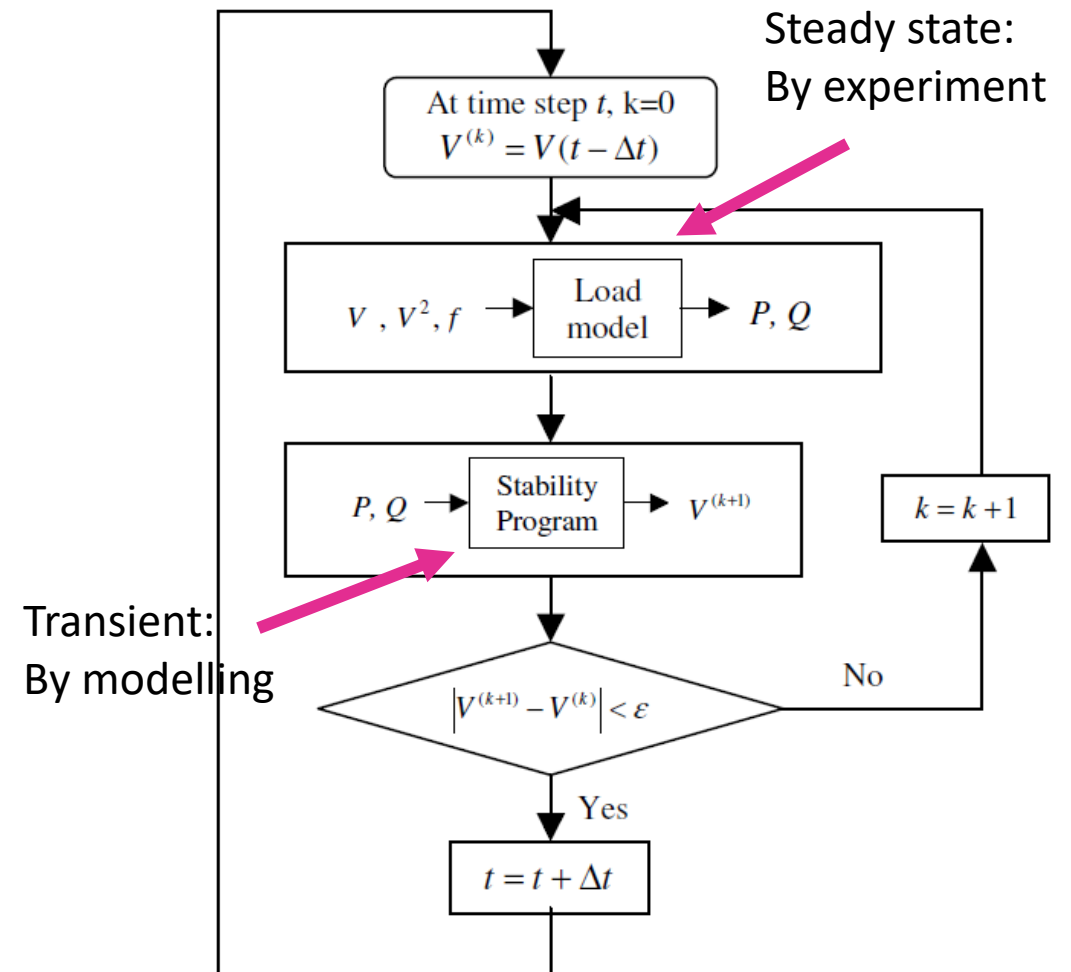 Steady state:
By experiment
At time step t, k=0
V^(k) = V(t − Δt)
V , V², f
Load
model
P, Q
P, Q
Stability
Program
V^(k+1)
k = k +1
Transient:
By modelling
|V^(k+1) − V^(k)| < ε
No
Yes
t = t + Δt